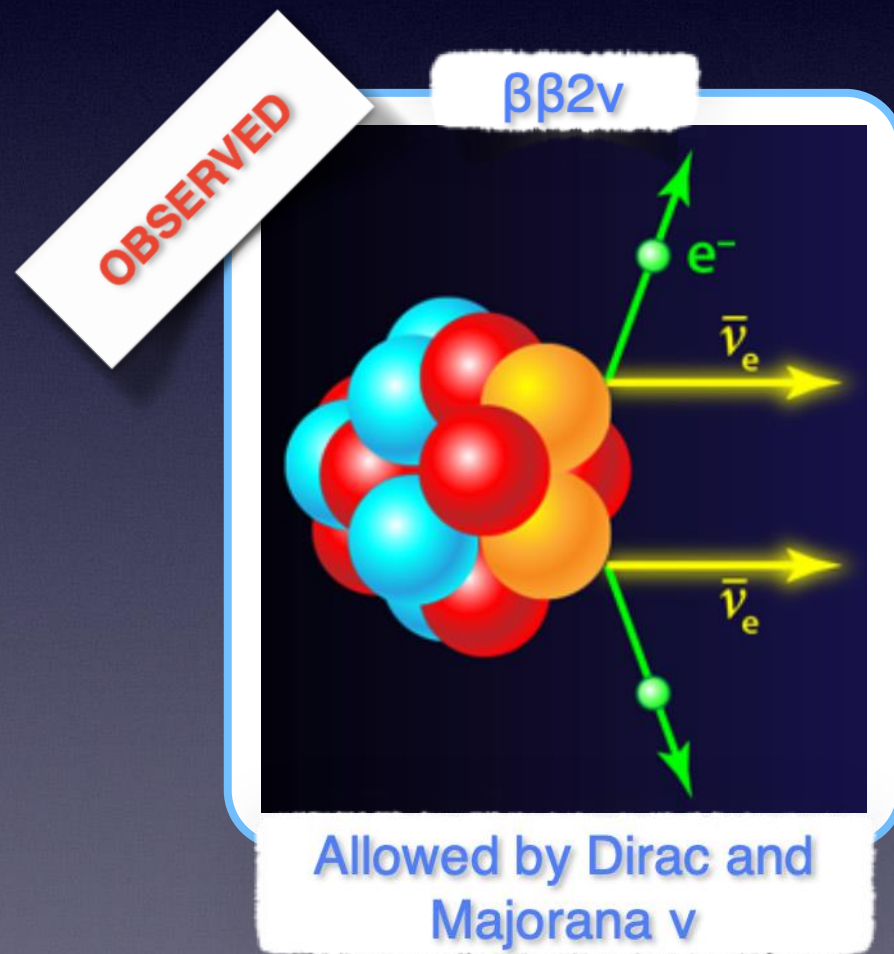 OBSERVED
ββ2ν
e⁻
ν̅e
ν̅e
Allowed by Dirac and
Majorana ν